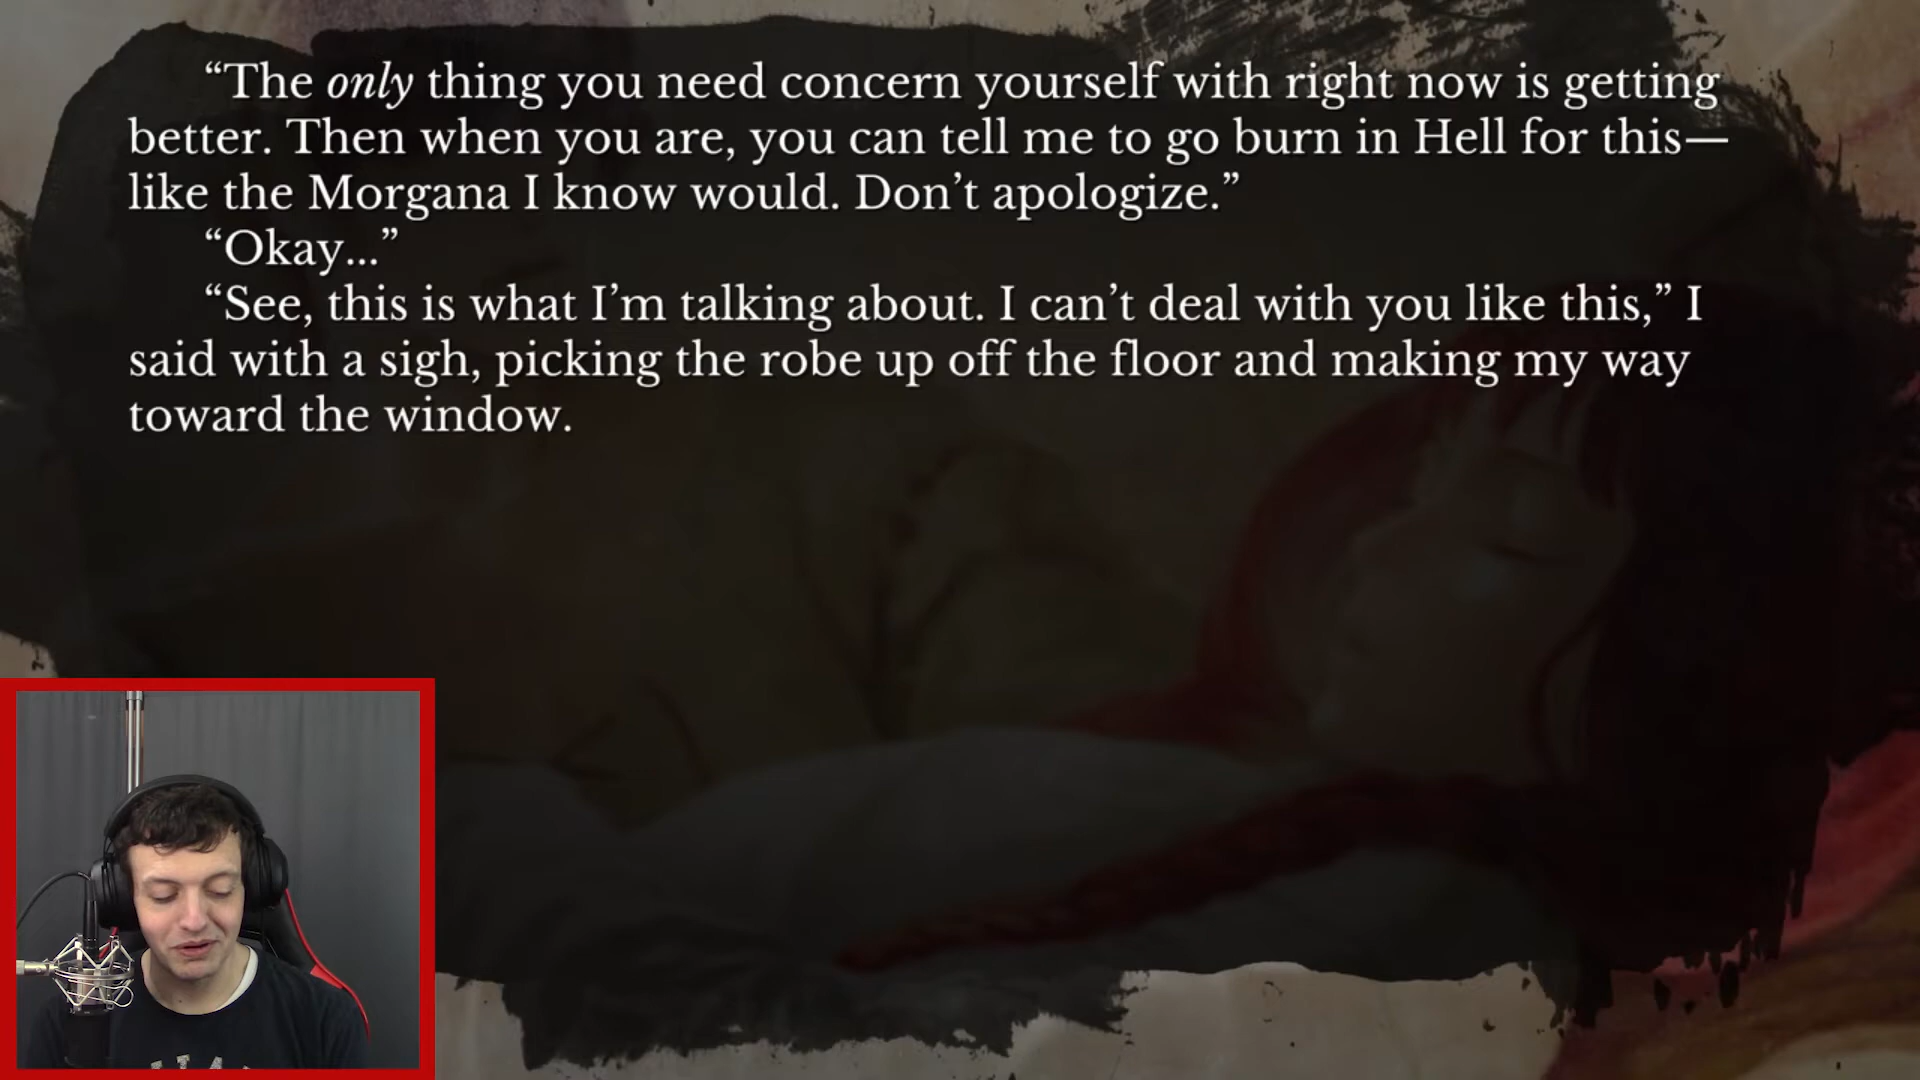 “The only thing you need concern yourself with right now is getting
better. Then when you are, you can tell me to go burn in Hell for this—
like the Morgana I know would. Don’t apologize.”
“Okay...”
“See, this is what I’m talking about. I can’t deal with you like this,” I
said with a sigh, picking the robe up off the floor and making my way
toward the window.